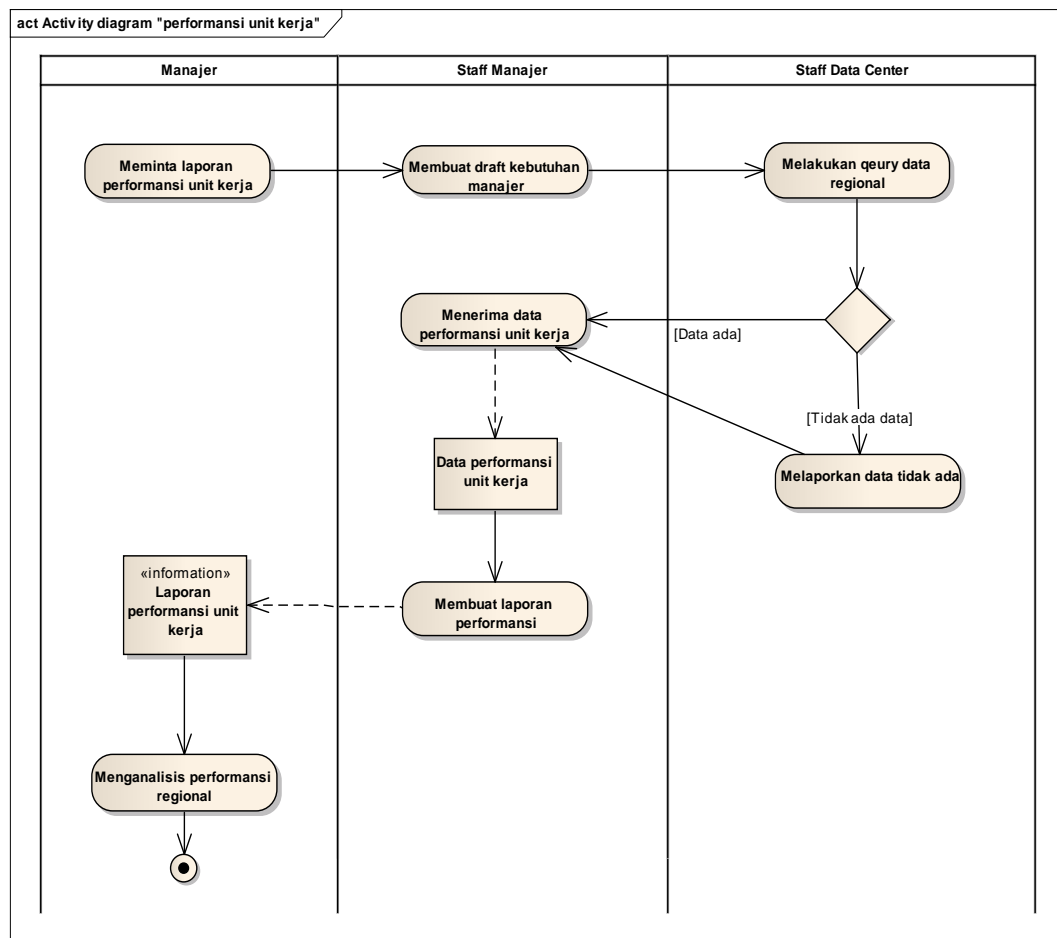 act Activity diagram "performansi unit kerja"
Manajer
Staff Manajer
Staff Data Center
Meminta laporan
performansi unit kerja
Membuat draft kebutuhan
manajer
Melakukan qeury data
regional
Menerima data
performansi unit kerja
[Data ada]
[Tidak ada data]
Data performansi
unit kerja
Melaporkan data tidak ada
«information»
Laporan
performansi unit
kerja
Membuat laporan
performansi
Menganalisis performansi
regional